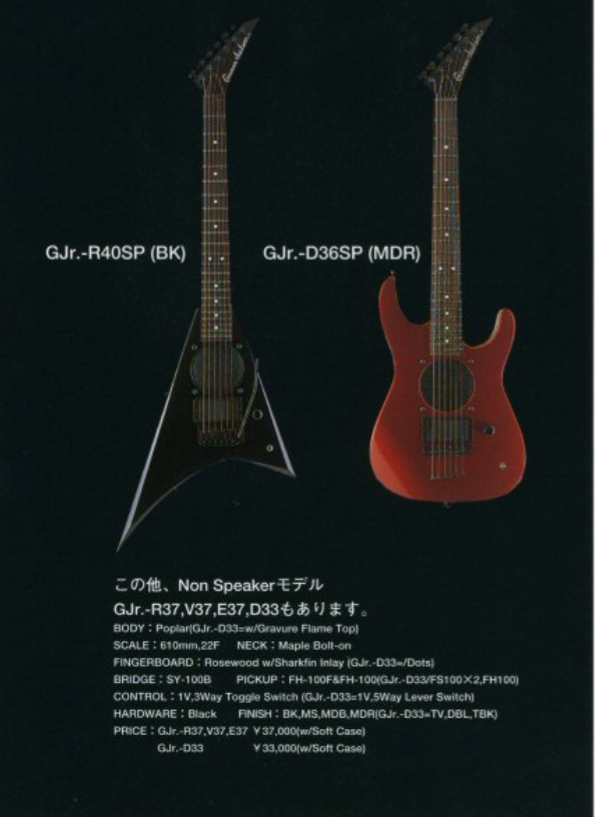 GJr.-R40SP (BK)
GJr.-D36SP (MDR)
この他、Non Speakerモデル
GJr.-R37,V37,E37,D33もあります。
BODY：Poplar(GJr.-D33=w/Gravure Flame Top)
SCALE：610mm,22F NECK：Maple Bolt-on
FINGERBOARD：Rosewood w/Sharkfin Inlay (GJr.-D33=/Dots)
BRIDGE：SY-100B PICKUP：FH-100F&FH-100(GJr.-D33/FS100×2,FH100)
CONTROL：1V,3Way Toggle Switch (GJr.-D33=1V,5Way Lever Switch)
HARDWARE：Black FINISH：BK,MS,MDB,MDR(GJr.-D33=TV,DBL,TBK)
PRICE：GJr.-R37,V37,E37 ￥37,000(w/Soft Case)
GJr.-D33 ￥33,000(w/Soft Case)